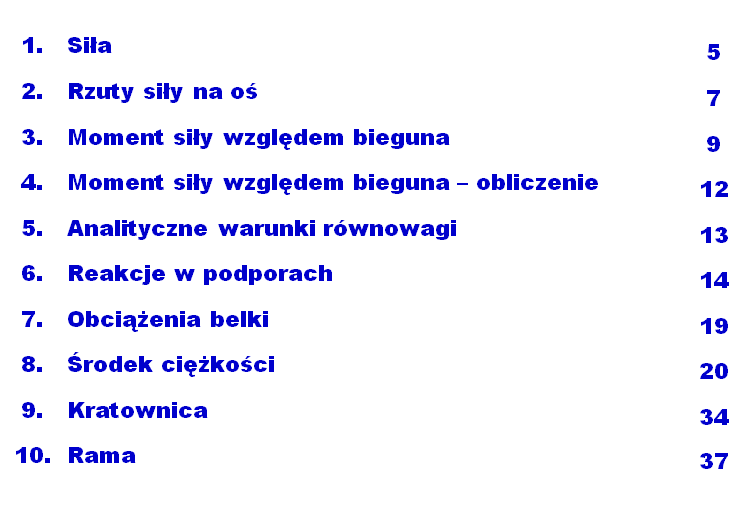 1. Siła 5
2. Rzuty siły na oś 7
3. Moment siły względem bieguna 9
4. Moment siły względem bieguna – obliczenie 12
5. Analityczne warunki równowagi 13
6. Reakcje w podporach 14
7. Obciążenia belki 19
8. Środek ciężkości 20
9. Kratownica 34
10. Rama 37